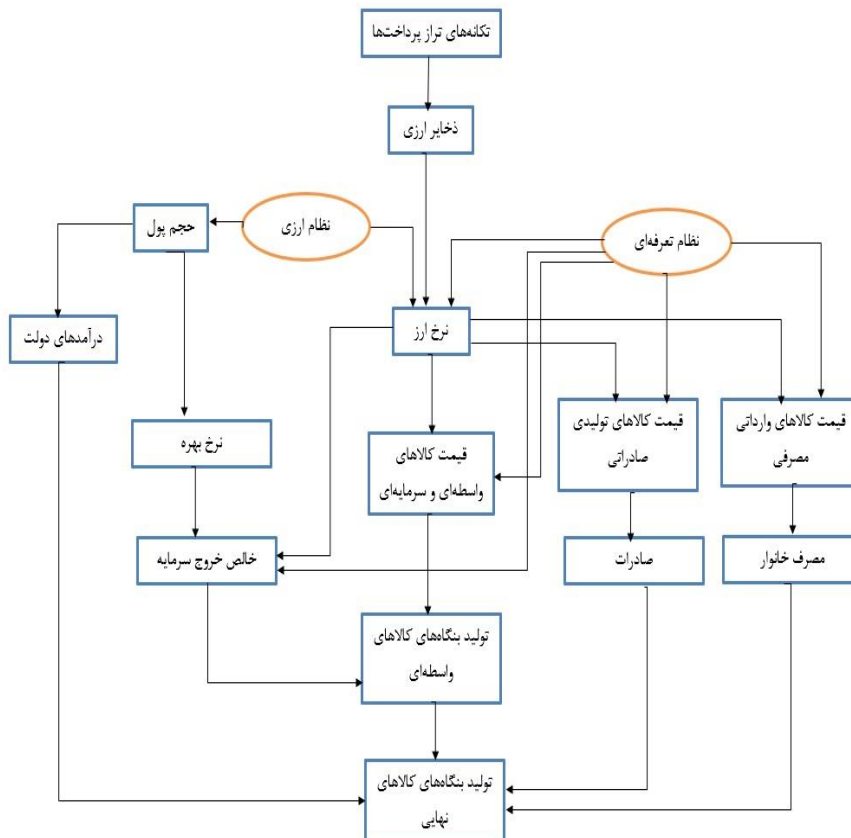 تکانه‌های تراز پرداخت‌ها
ذخایر ارزی
نظام تعرفه‌ای
نظام ارزی
حجم پول
نرخ ارز
درآمدهای دولت
قیمت کالاهای وارداتی
مصرفی
قیمت کالاهای تولیدی
صادراتی
قیمت کالاهای
واسطه‌ای و سرمایه‌ای
نرخ بهره
مصرف خانوار
صادرات
خالص خروج سرمایه
تولید بنگاه‌های کالاهای
واسطه‌ای
تولید بنگاه‌های کالاهای
نهایی